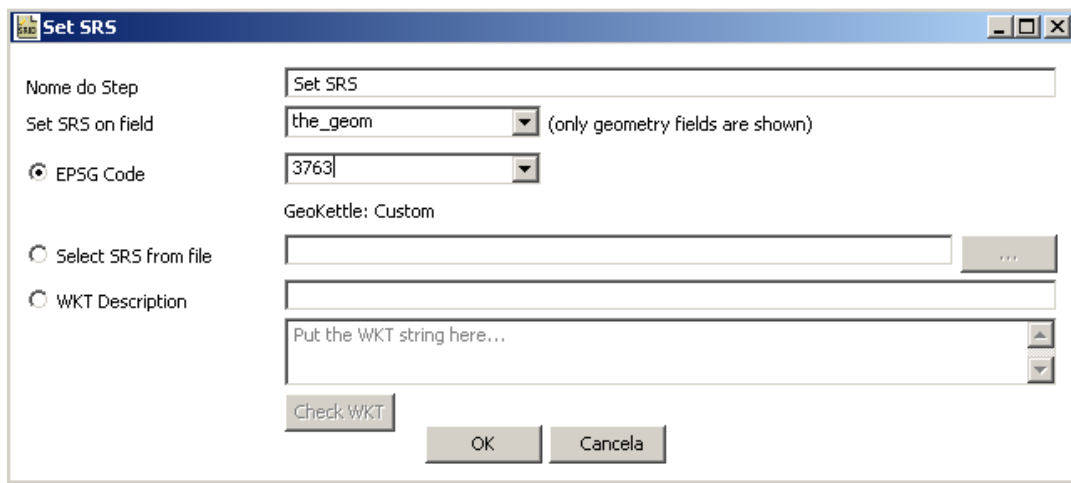 SRID Set SRS
Nome do Step Set SRS
Set SRS on field the_geom (only geometry fields are shown)
EPSG Code 3763
GeoKettle: Custom
Select SRS from file ...
WKT Description
Put the WKT string here...
Check WKT
OK Cancela